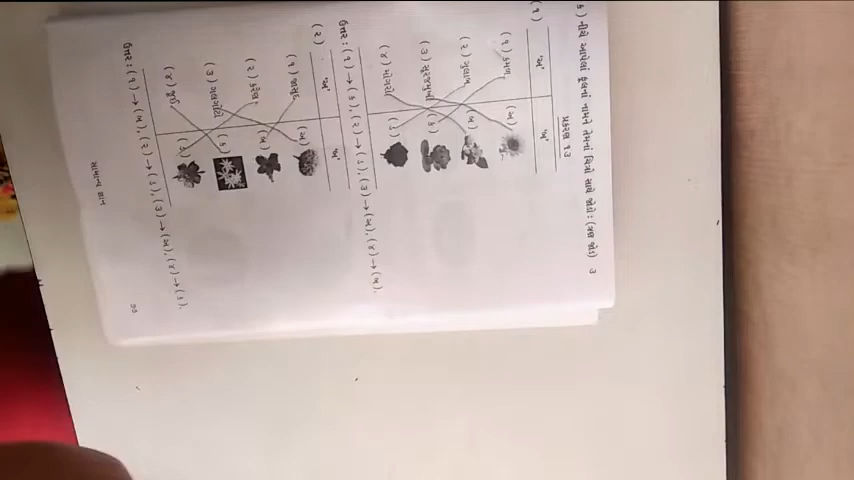 પ્રકરણ ૧૩
૬) નીચે આપેલાં ફૂલનાં નામને તેમનાં ચિત્રો સાથે જોડો : (ત્રણ જોડ) ૩
(૧) "અ" "બ"
(૧) કમળ (અ)
(૨) ગુલાબ (બ)
(૩) સૂરજમુખી (ક)
(૪) મોગરો (ડ)
ઉત્તર : (૧) → (ક), (૨) → (ડ), (૩) → (અ), (૪) → (બ).
(૨) "અ" "બ"
(૧) જાસૂદ (અ)
(૨) કરેણ (બ)
(૩) ગલગોટો (ક)
(૪) જૂઈ (ડ)
ઉત્તર : (૧) → (બ), (૨) → (ડ), (૩) → (અ), (૪) → (ક).
સામાન્ય જ્ઞાન